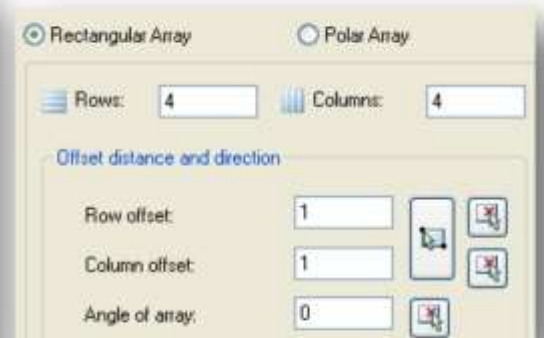 Rectangular Array Polar Array
Rows: 4 Columns: 4
Offset distance and direction
Row offset: 1
Column offset: 1
Angle of array: 0